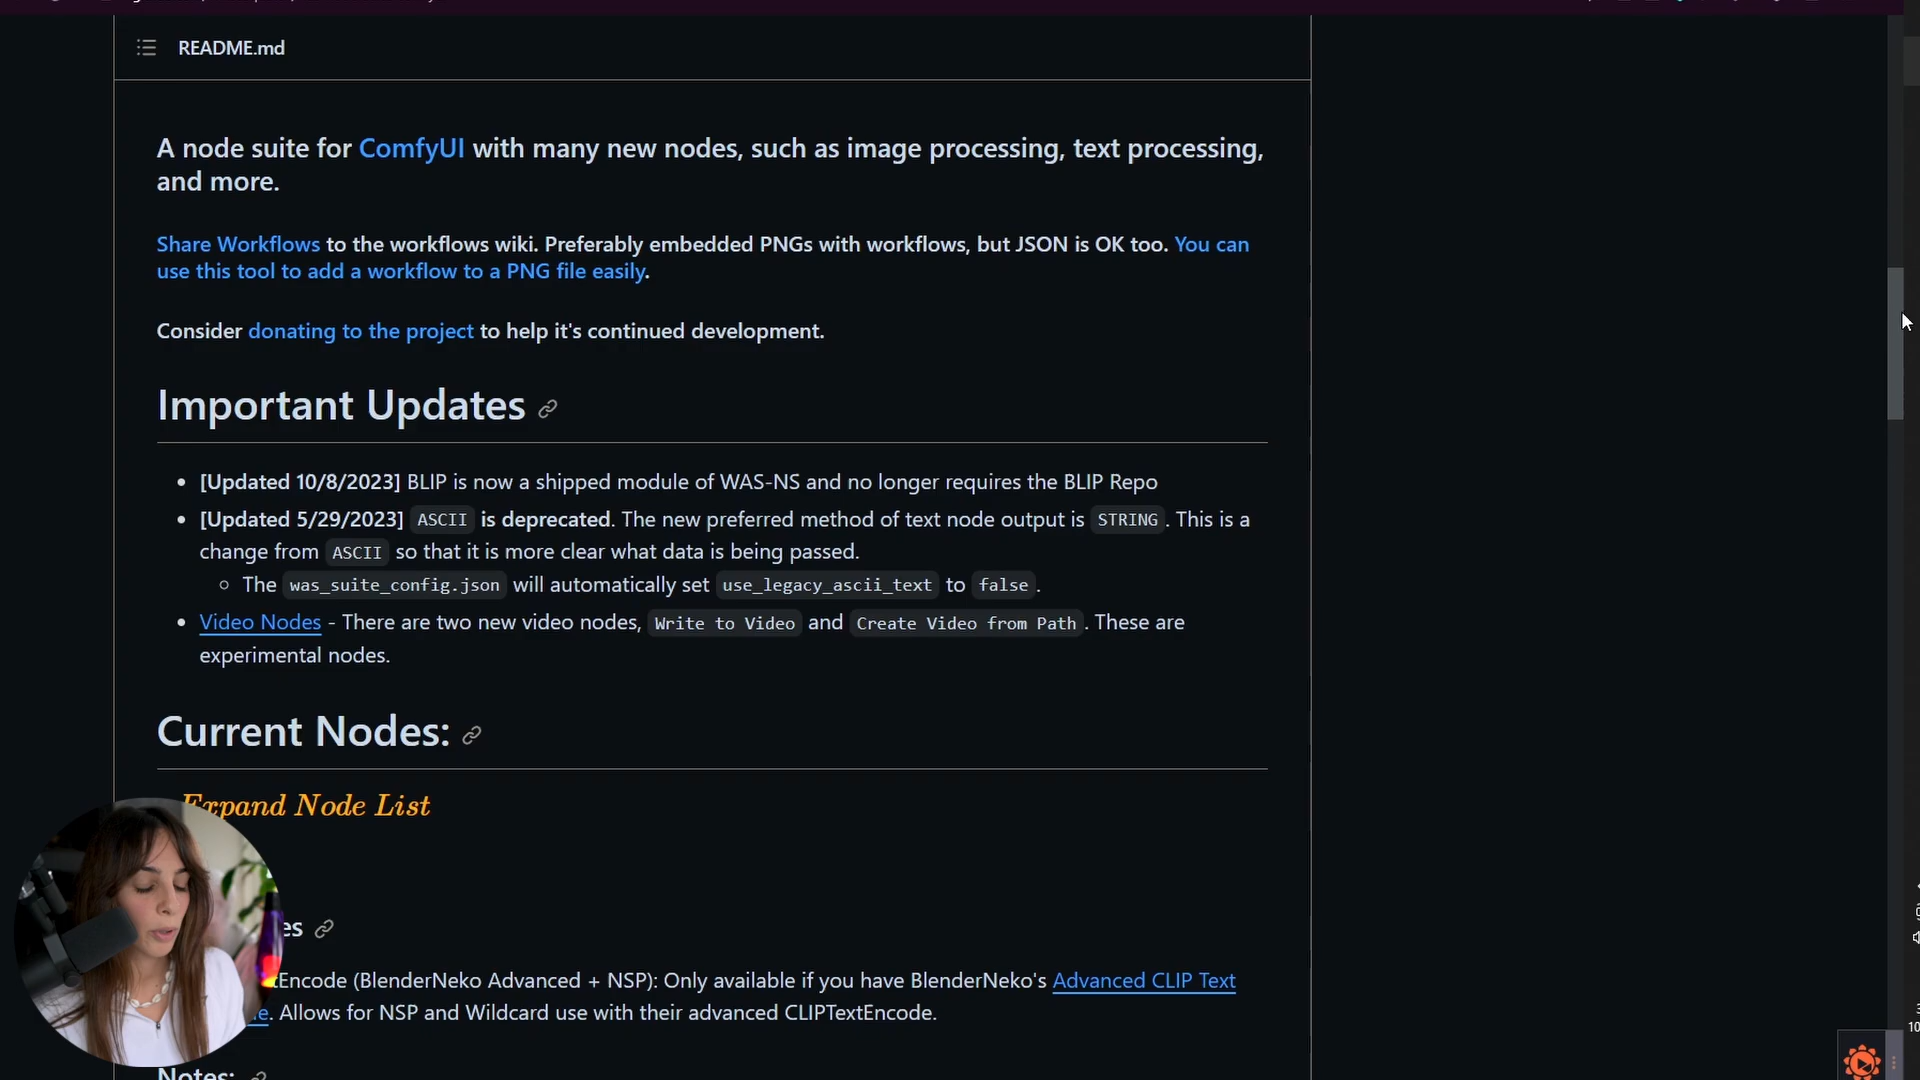 README.md
A node suite for ComfyUI with many new nodes, such as image processing, text processing,
and more.
Share Workflows to the workflows wiki. Preferably embedded PNGs with workflows, but JSON is OK too. You can
use this tool to add a workflow to a PNG file easily.
Consider donating to the project to help it's continued development.
Important Updates
[Updated 10/8/2023] BLIP is now a shipped module of WAS-NS and no longer requires the BLIP Repo
[Updated 5/29/2023] ASCII is deprecated. The new preferred method of text node output is STRING. This is a
change from ASCII so that it is more clear what data is being passed.
The was_suite_config.json will automatically set use_legacy_ascii_text to false.
Video Nodes - There are two new video nodes, Write to Video and Create Video from Path. These are
experimental nodes.
Current Nodes:
Expand Node List
Encode (BlenderNeko Advanced + NSP): Only available if you have BlenderNeko's Advanced CLIP Text
. Allows for NSP and Wildcard use with their advanced CLIPTextEncode.
Notes: